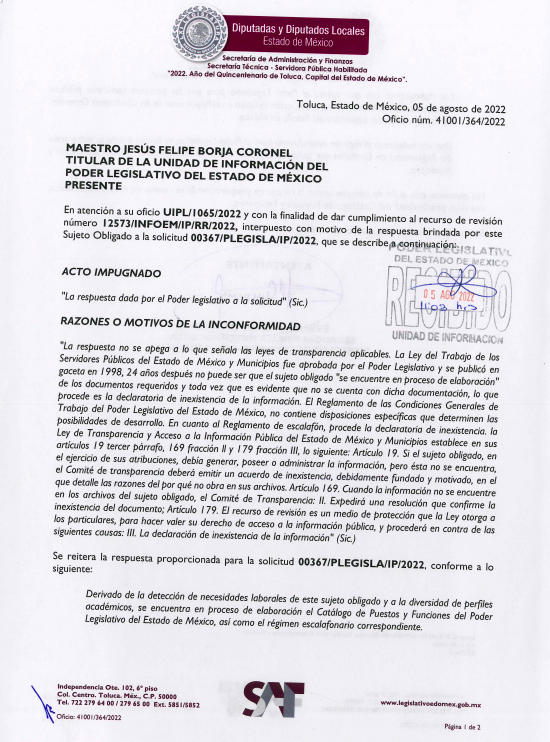 Diputadas y Diputados Locales
Estado de México
Secretaría de Administración y Finanzas
Secretaría Técnica - Servidora Pública Habilitada
"2022. Año del Quincentenario de Toluca, Capital del Estado de México".
Toluca, Estado de México, 05 de agosto de 2022
Oficio núm. 41001/364/2022
MAESTRO JESÚS FELIPE BORJA CORONEL
TITULAR DE LA UNIDAD DE INFORMACIÓN DEL
PODER LEGISLATIVO DEL ESTADO DE MÉXICO
PRESENTE
En atención a su oficio UIPL/1065/2022 y con la finalidad de dar cumplimiento al recurso de revisión
número 12573/INFOEM/IP/RR/2022, interpuesto con motivo de la respuesta brindada por este
Sujeto Obligado a la solicitud 00367/PLEGISLA/IP/2022, que se describe a continuación:
PODER LEGISLATIVO
DEL ESTADO DE MÉXICO
RECIBIDO
05 AGO 2022
11:03 hrs
UNIDAD DE INFORMACIÓN
ACTO IMPUGNADO
"La respuesta dada por el Poder legislativo a la solicitud" (Sic.)
RAZONES O MOTIVOS DE LA INCONFORMIDAD
"La respuesta no se apega a lo que señala las leyes de transparencia aplicables. La Ley del Trabajo de los
Servidores Públicos del Estado de México y Municipios fue aprobada por el Poder Legislativo y se publicó en
gaceta en 1998, 24 años después no puede ser que el sujeto obligado "se encuentre en proceso de elaboración"
de los documentos requeridos y toda vez que es evidente que no se cuenta con dicha documentación, lo que
procede es la declaratoria de inexistencia de la información. El Reglamento de las Condiciones Generales de
Trabajo del Poder Legislativo del Estado de México, no contiene disposiciones especificas que determinen las
posibilidades de desarrollo. En cuanto al Reglamento de escalafón, procede la declaratoria de inexistencia. la
Ley de Transparencia y Acceso a la Información Pública del Estado de México y Municipios establece en sus
artículos 19 tercer párrafo, 169 fracción II y 179 fracción III, lo siguiente: Artículo 19. Si el sujeto obligado, en
el ejercicio de sus atribuciones, debía generar, poseer o administrar la información, pero ésta no se encuentra,
el Comité de transparencia deberá emitir un acuerdo de inexistencia, debidamente fundado y motivado, en el
que detalle las razones del por qué no obra en sus archivos. Artículo 169. Cuando la información no se encuentre
en los archivos del sujeto obligado, el Comité de Transparencia: II. Expedirá una resolución que confirme la
inexistencia del documento; Artículo 179. El recurso de revisión es un medio de protección que la Ley otorga a
los particulares, para hacer valer su derecho de acceso a la información pública, y procederá en contra de las
siguientes causas: III. La declaración de inexistencia de la información" (Sic.)
Se reitera la respuesta proporcionada para la solicitud 00367/PLEGISLA/IP/2022, conforme a lo
siguiente:
Derivado de la detección de necesidades laborales de este sujeto obligado y a la diversidad de perfiles
académicos, se encuentra en proceso de elaboración el Catálogo de Puestos y Funciones del Poder
Legislativo del Estado de México, así como el régimen escalafonario correspondiente.
Independencia Ote. 102, 6º piso
Col. Centro. Toluca. Méx., C.P. 50000
Tel. 722 279 64 00 / 279 65 00 Ext. 5851/5852
Oficio: 41001/364/2022
SAF
www.legislativoedomex.gob.mx
Página 1 de 2